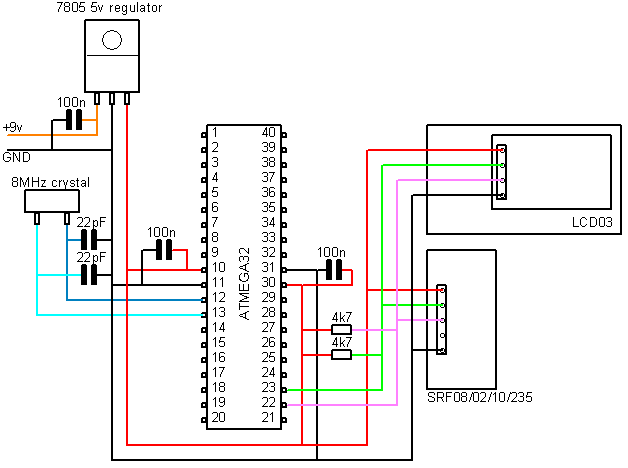 7805 5v regulator
100n
+9v
GND
8MHz crystal
22pF
22pF
100n
ATMEGA32
1 40
2 39
3 38
4 37
5 36
6 35
7 34
8 33
9 32
10 31
11 30
12 29
13 28
14 27
15 26
16 25
17 24
18 23
19 22
20 21
100n
4k7
4k7
LCD03
SRF08/02/10/235